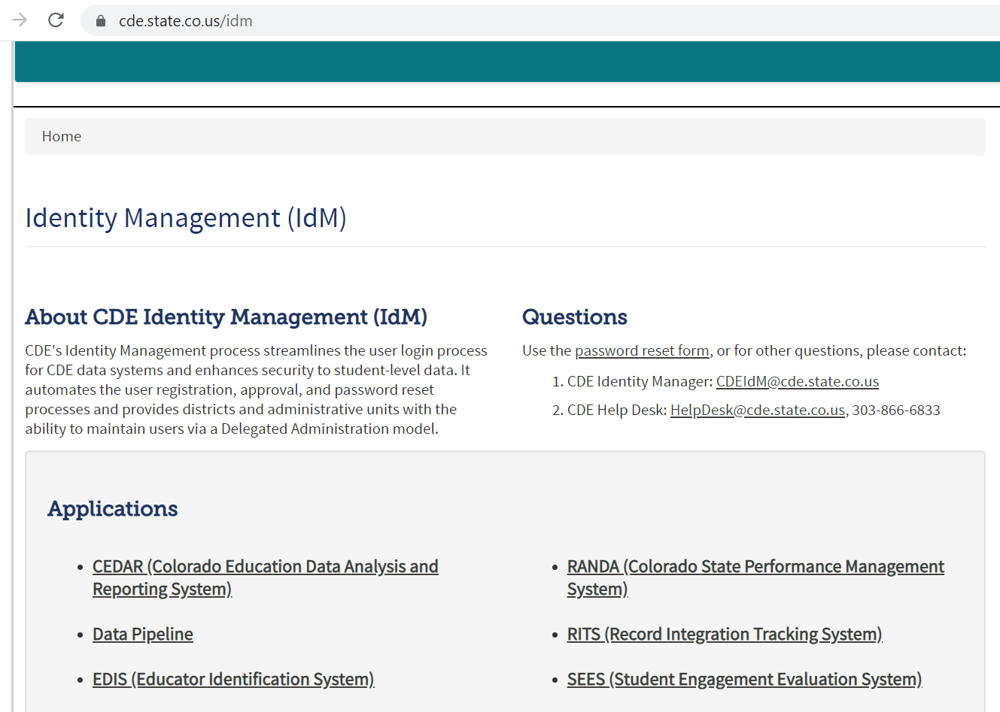 cde.state.co.us/idm
Home
Identity Management (IdM)
About CDE Identity Management (IdM)
CDE's Identity Management process streamlines the user login process
for CDE data systems and enhances security to student-level data. It
automates the user registration, approval, and password reset
processes and provides districts and administrative units with the
ability to maintain users via a Delegated Administration model.
Questions
Use the password reset form, or for other questions, please contact:
1. CDE Identity Manager: CDEIdM@cde.state.co.us
2. CDE Help Desk: HelpDesk@cde.state.co.us, 303-866-6833
Applications
• CEDAR (Colorado Education Data Analysis and
Reporting System)
• Data Pipeline
• EDIS (Educator Identification System)
• RANDA (Colorado State Performance Management
System)
• RITS (Record Integration Tracking System)
• SEES (Student Engagement Evaluation System)